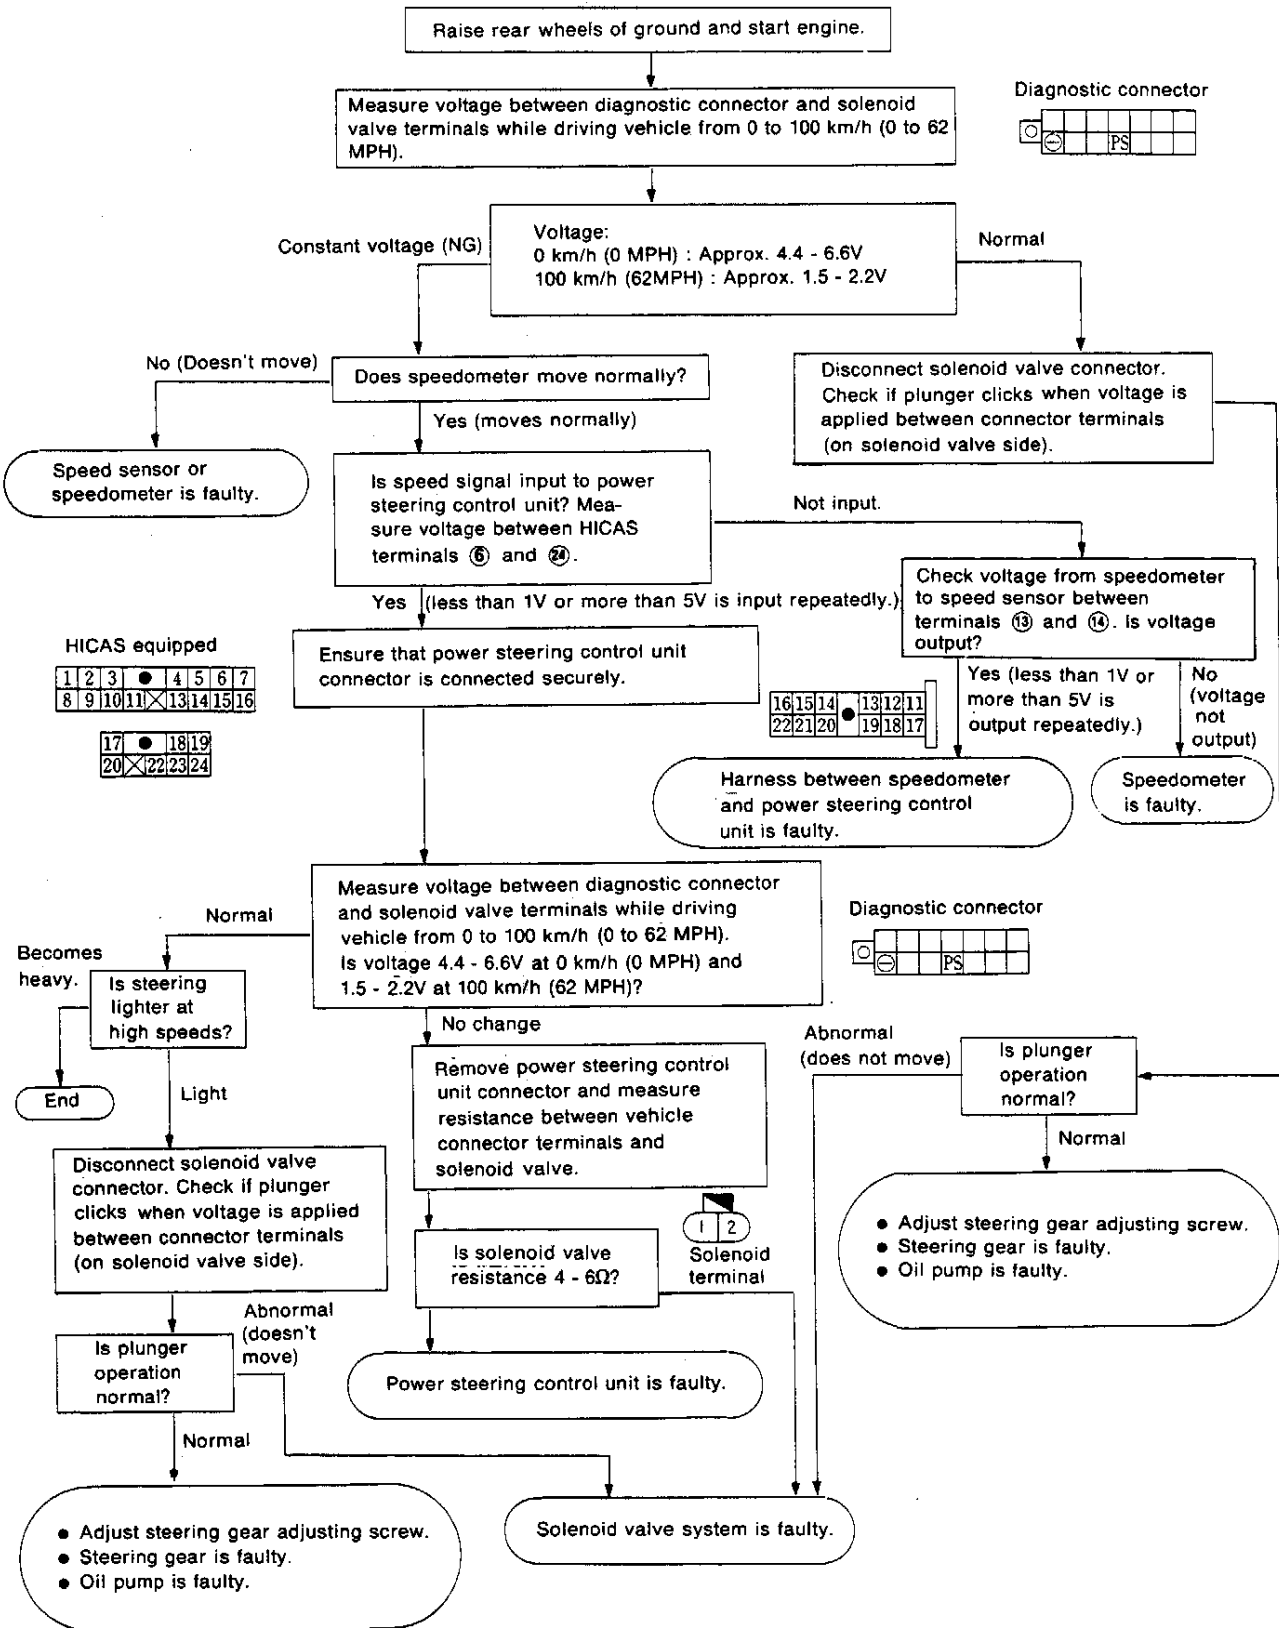 Raise rear wheels of ground and start engine.
Measure voltage between diagnostic connector and solenoid
valve terminals while driving vehicle from 0 to 100 km/h (0 to 62
MPH).
Diagnostic connector
⊖
PS
Constant voltage (NG)
Voltage:
0 km/h (0 MPH) : Approx. 4.4 - 6.6V
100 km/h (62MPH) : Approx. 1.5 - 2.2V
Normal
No (Doesn't move)
Does speedometer move normally?
Disconnect solenoid valve connector.
Check if plunger clicks when voltage is
applied between connector terminals
(on solenoid valve side).
Yes (moves normally)
Speed sensor or
speedometer is faulty.
Is speed signal input to power
steering control unit? Mea-
sure voltage between HICAS
terminals ⑥ and ㉔.
Not input.
Check voltage from speedometer
to speed sensor between
terminals ⑬ and ⑭. Is voltage
output?
Yes (less than 1V or more than 5V is input repeatedly.)
HICAS equipped
1 2 3 ● 4 5 6 7
8 9 10 11 13 14 15 16
17 ● 18 19
20 22 23 24
Ensure that power steering control unit
connector is connected securely.
Yes (less than 1V or
more than 5V is
output repeatedly.)
No
(voltage
not
output)
16 15 14 ● 13 12 11
22 21 20 19 18 17
Harness between speedometer
and power steering control
unit is faulty.
Speedometer
is faulty.
Measure voltage between diagnostic connector
and solenoid valve terminals while driving
vehicle from 0 to 100 km/h (0 to 62 MPH).
Is voltage 4.4 - 6.6V at 0 km/h (0 MPH) and
1.5 - 2.2V at 100 km/h (62 MPH)?
Normal
Diagnostic connector
⊖
PS
Becomes
heavy.
Is steering
lighter at
high speeds?
No change
Abnormal
(does not move)
Is plunger
operation
normal?
End
Light
Remove power steering control
unit connector and measure
resistance between vehicle
connector terminals and
solenoid valve.
Normal
Disconnect solenoid valve
connector. Check if plunger
clicks when voltage is applied
between connector terminals
(on solenoid valve side).
1 2
Solenoid
terminal
Is solenoid valve
resistance 4 - 6Ω?
● Adjust steering gear adjusting screw.
● Steering gear is faulty.
● Oil pump is faulty.
Abnormal
(doesn't
move)
Is plunger
operation
normal?
Power steering control unit is faulty.
Normal
● Adjust steering gear adjusting screw.
● Steering gear is faulty.
● Oil pump is faulty.
Solenoid valve system is faulty.